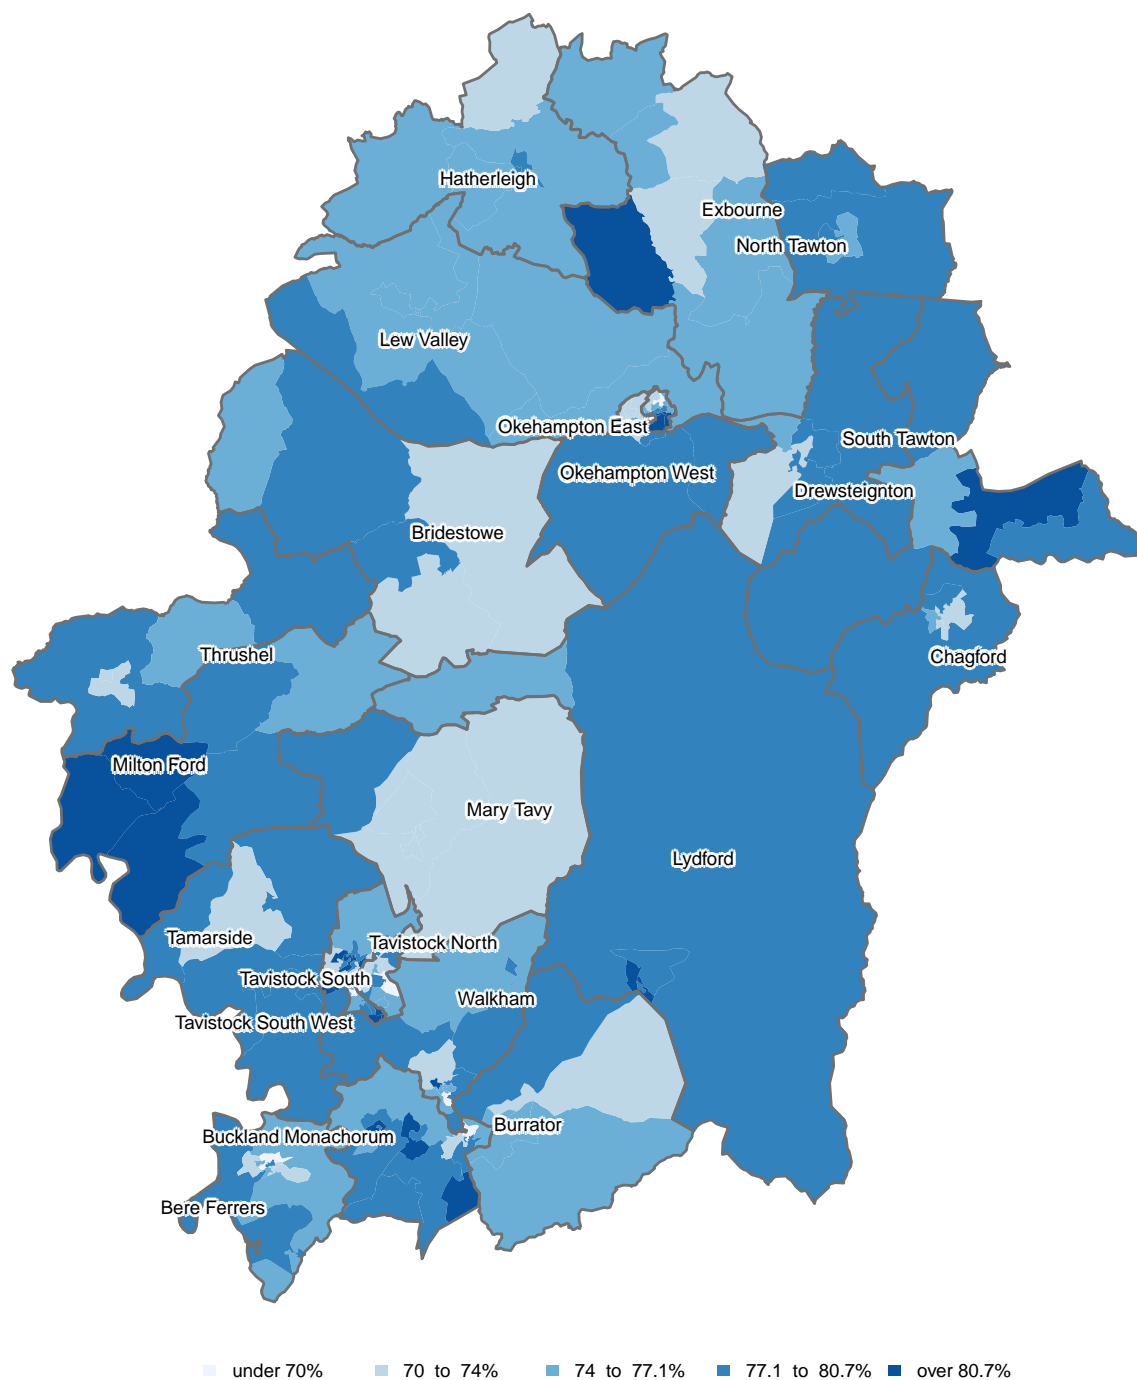 Hatherleigh
Exbourne
North Tawton
Lew Valley
Okehampton East
South Tawton
Okehampton West
Drewsteignton
Bridestowe
Thrushel
Chagford
Milton Ford
Mary Tavy
Lydford
Tamarside
Tavistock North
Tavistock South
Walkham
Tavistock South West
Burrator
Buckland Monachorum
Bere Ferrers
under 70% 70 to 74% 74 to 77.1% 77.1 to 80.7% over 80.7%